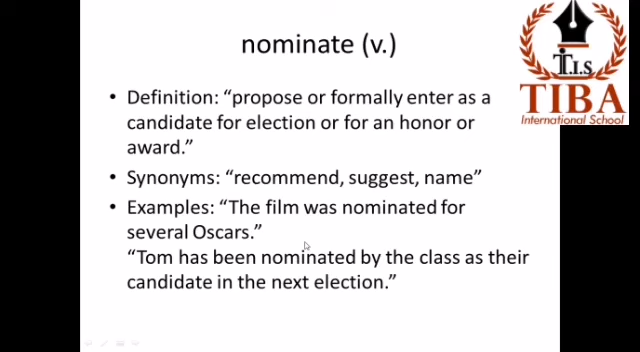 nominate (v.)
• Definition: “propose or formally enter as a
candidate for election or for an honor or
award.”
• Synonyms: “recommend, suggest, name”
• Examples: “The film was nominated for
several Oscars.”
“Tom has been nominated by the class as their
candidate in the next election.”
T.I.S.
TIBA
International School